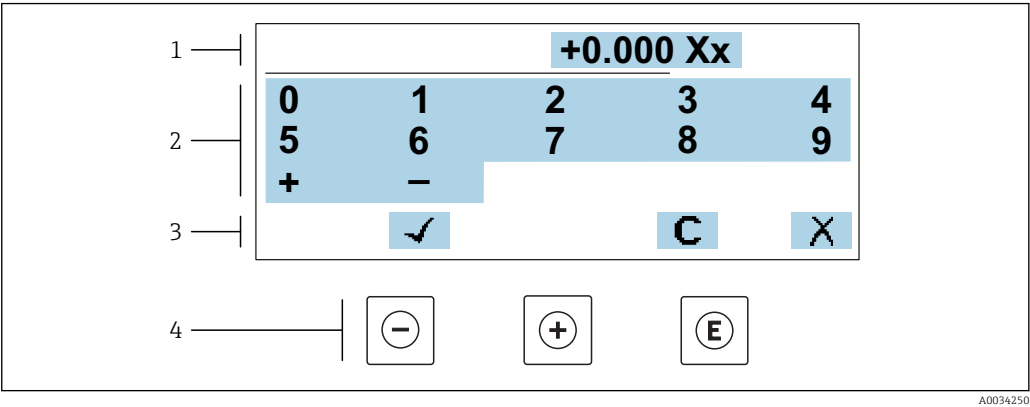 1 +0.000 Xx
0 1 2 3 4
2 5 6 7 8 9
+ –
3 ✓ C X
4 − + E
A0034250